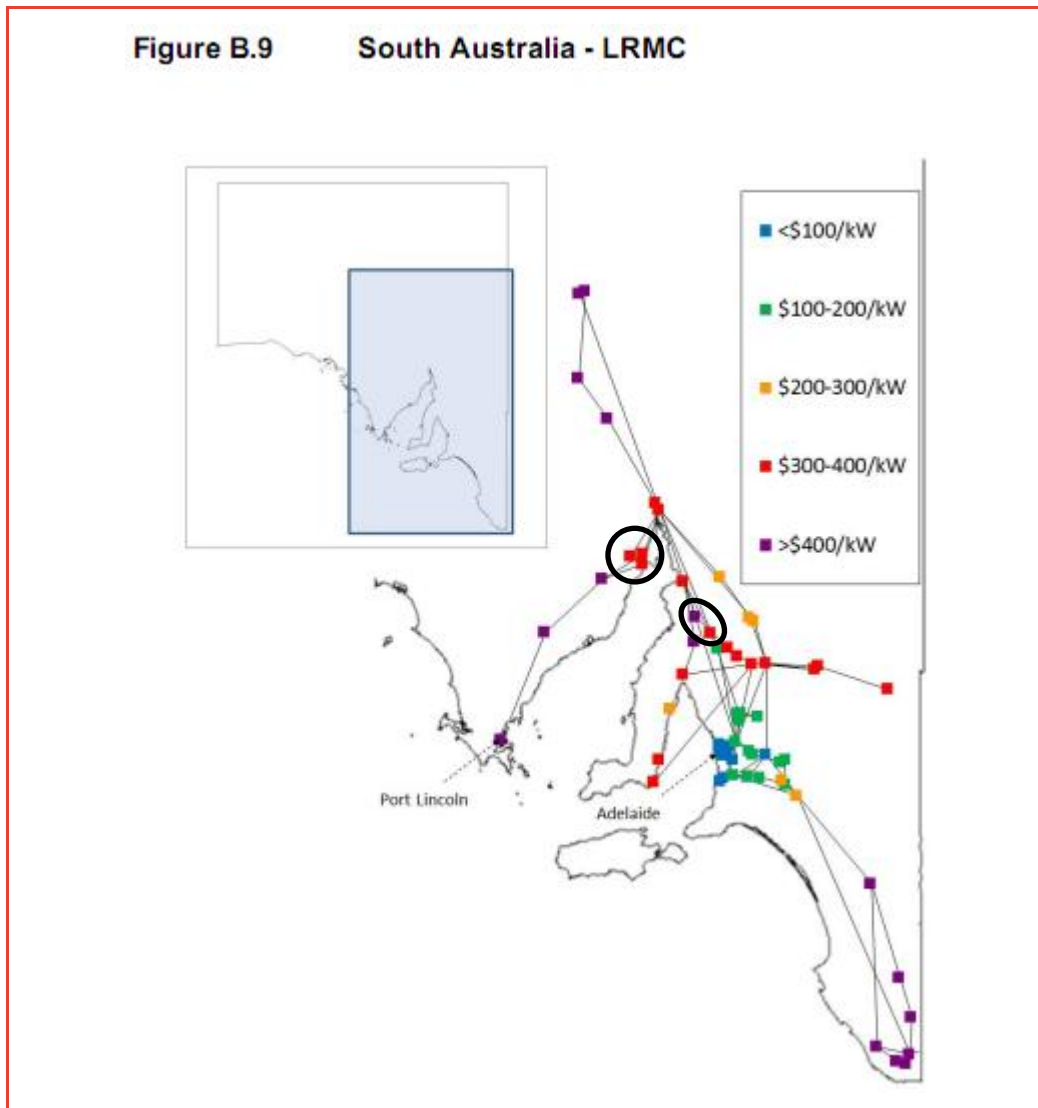 Figure B.9 South Australia - LRMC
<$100/kW
$100-200/kW
$200-300/kW
$300-400/kW
>$400/kW
Port Lincoln
Adelaide